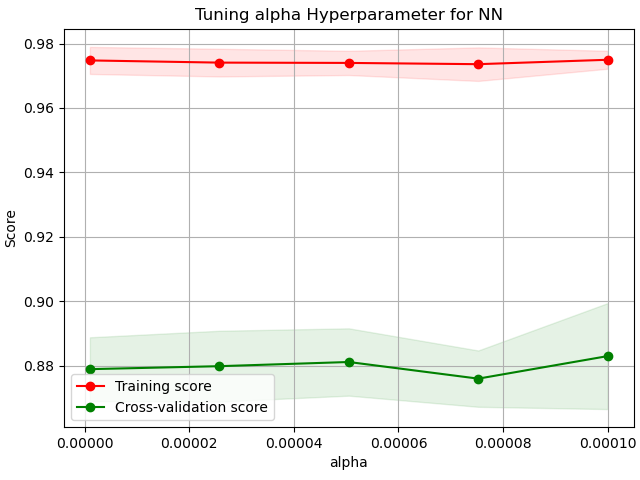 Tuning alpha Hyperparameter for NN
0.98
0.96
0.94
0.92
0.90
0.88
Score
Training score
Cross-validation score
0.00000 0.00002 0.00004 0.00006 0.00008 0.00010
alpha